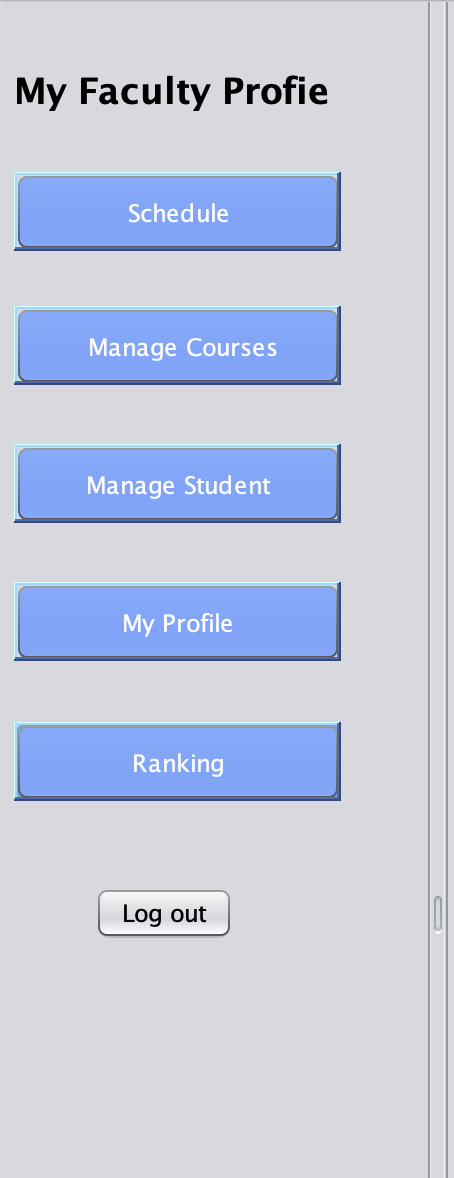 My Faculty Profie
Schedule
Manage Courses
Manage Student
My Profile
Ranking
Log out